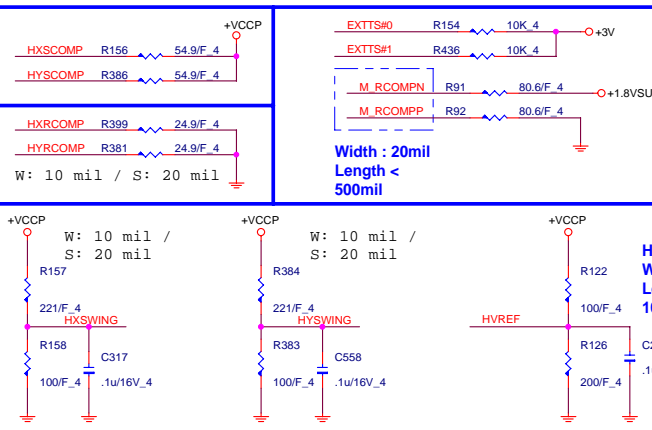 +VCCP
HXSCOMP R156 54.9/F_4
HYSCOMP R386 54.9/F_4
HXRCOMP R399 24.9/F_4
HYRCOMP R381 24.9/F_4
W: 10 mil / S: 20 mil
EXTTS#0 R154 10K_4
+3V
EXTTS#1 R436 10K_4
M_RCOMPN R91 80.6/F_4
+1.8VSU
M_RCOMPP R92 80.6/F_4
Width : 20mil
Length <
500mil
+VCCP
W: 10 mil /
S: 20 mil
R157
221/F_4
HXSWING
R158
C317
100/F_4 .1u/16V_4
+VCCP
W: 10 mil /
S: 20 mil
R384
221/F_4
HYSWING
R383
C558
100/F_4 .1u/16V_4
+VCCP
R122
100/F_4
HVREF
R126
200/F_4